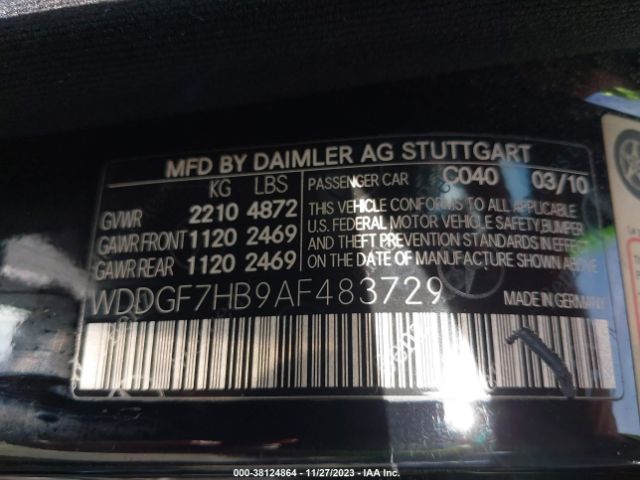 MFD BY DAIMLER AG STUTTGART
KG LBS
PASSENGER CAR C040 03/10
GVWR 2210 4872
GAWR FRONT 1120 2469
GAWR REAR 1120 2469
THIS VEHICLE CONFORMS TO ALL APPLICABLE
U.S. FEDERAL MOTOR VEHICLE SAFETY, BUMPER
AND THEFT PREVENTION STANDARDS IN EFFECT
ON THE DATE OF MANUFACTURE SHOWN ABOVE.
WDDGF7HB9AF483729
MADE IN GERMANY
000-38124864 - 11/27/2023 - IAA Inc.